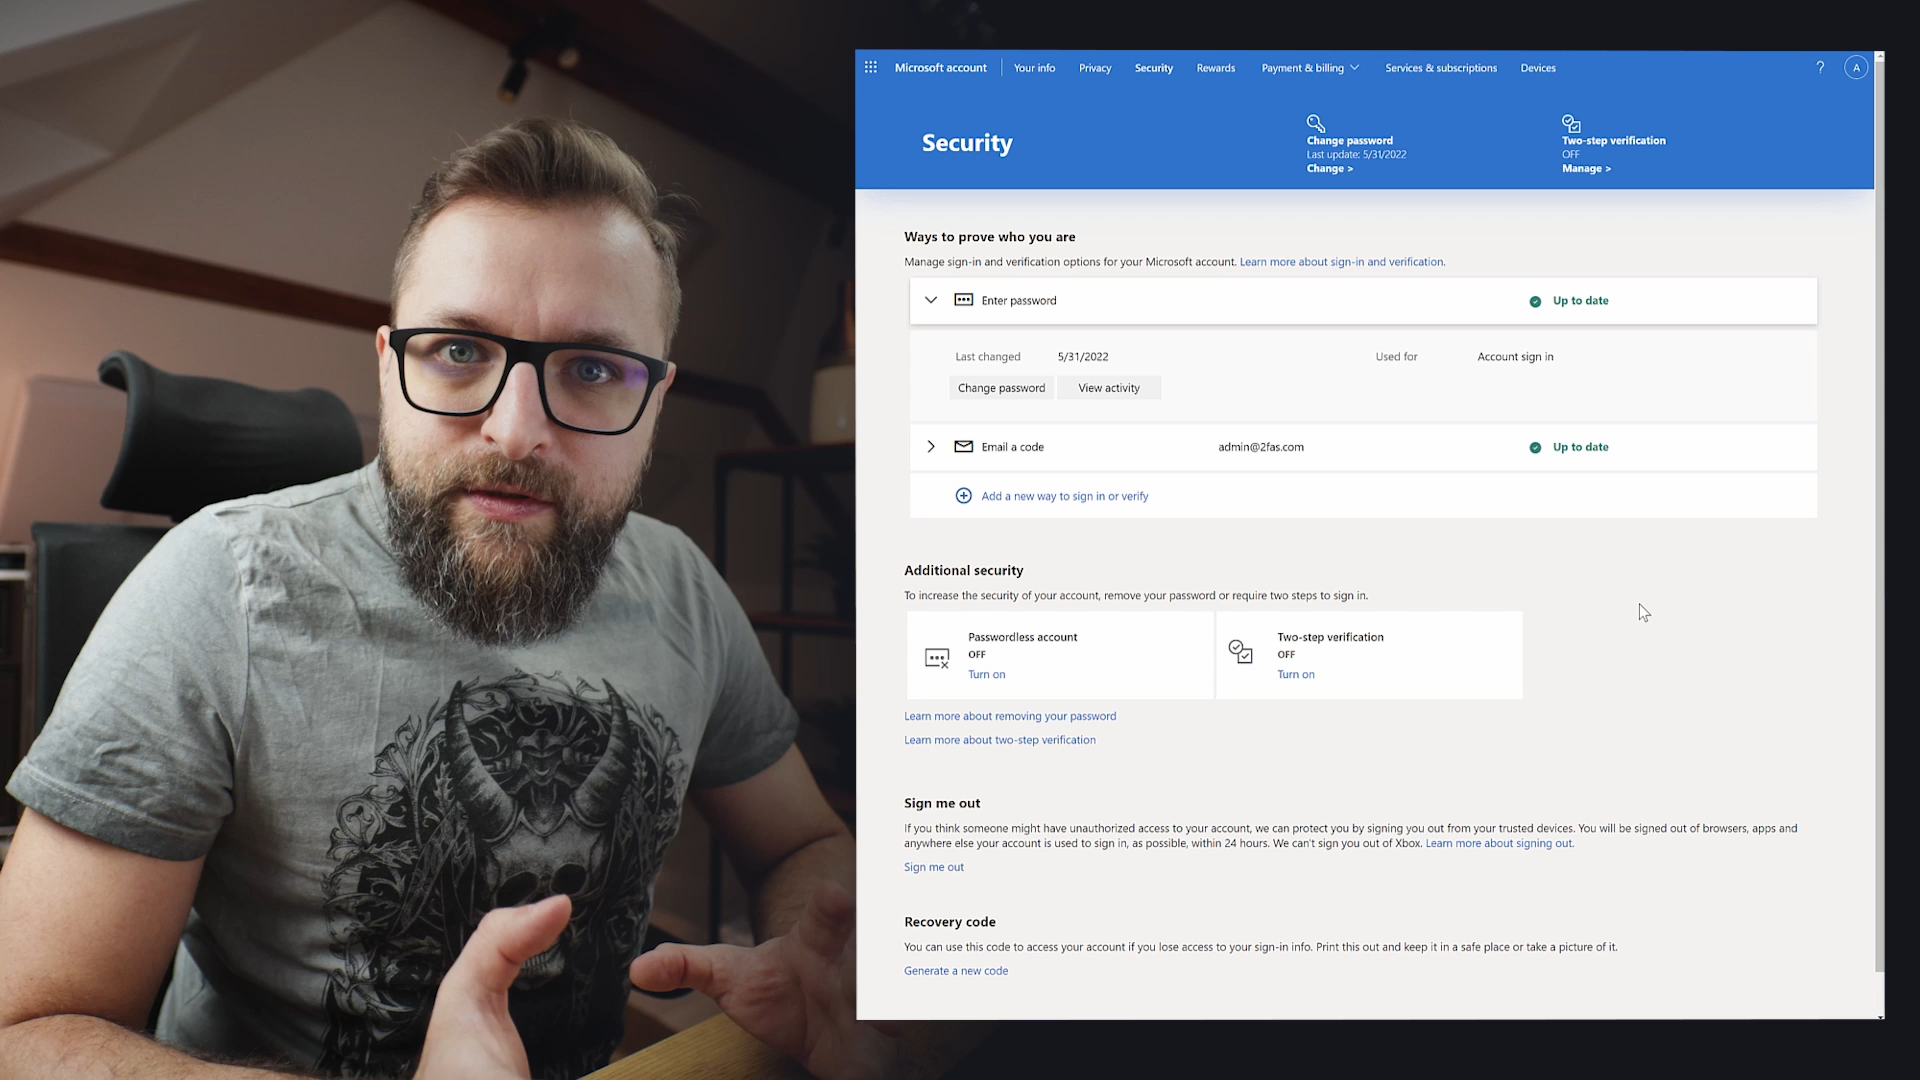 Microsoft account
Your info
Privacy
Security
Rewards
Payment & billing
Services & subscriptions
Devices
?
A
Security
Change password
Last update: 5/31/2022
Change >
Two-step verification
OFF
Manage >
Ways to prove who you are
Manage sign-in and verification options for your Microsoft account. Learn more about sign-in and verification.
Enter password
Up to date
Last changed
5/31/2022
Used for
Account sign in
Change password
View activity
Email a code
admin@2fas.com
Up to date
Add a new way to sign in or verify
Additional security
To increase the security of your account, remove your password or require two steps to sign in.
Passwordless account
OFF
Turn on
Two-step verification
OFF
Turn on
Learn more about removing your password
Learn more about two-step verification
Sign me out
If you think someone might have unauthorized access to your account, we can protect you by signing you out from your trusted devices. You will be signed out of browsers, apps and
anywhere else your account is used to sign in, as possible, within 24 hours. We can't sign you out of Xbox. Learn more about signing out.
Sign me out
Recovery code
You can use this code to access your account if you lose access to your sign-in info. Print this out and keep it in a safe place or take a picture of it.
Generate a new code